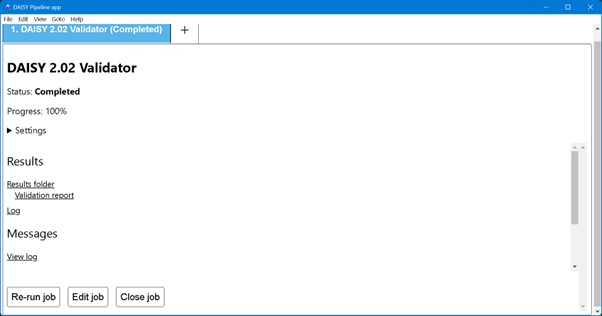 DAISY Pipeline app
File Edit View Goto Help
1. DAISY 2.02 Validator (Completed) +
DAISY 2.02 Validator
Status: Completed
Progress: 100%
Settings
Results
Results folder
Validation report
Log
Messages
View log
Re-run job Edit job Close job